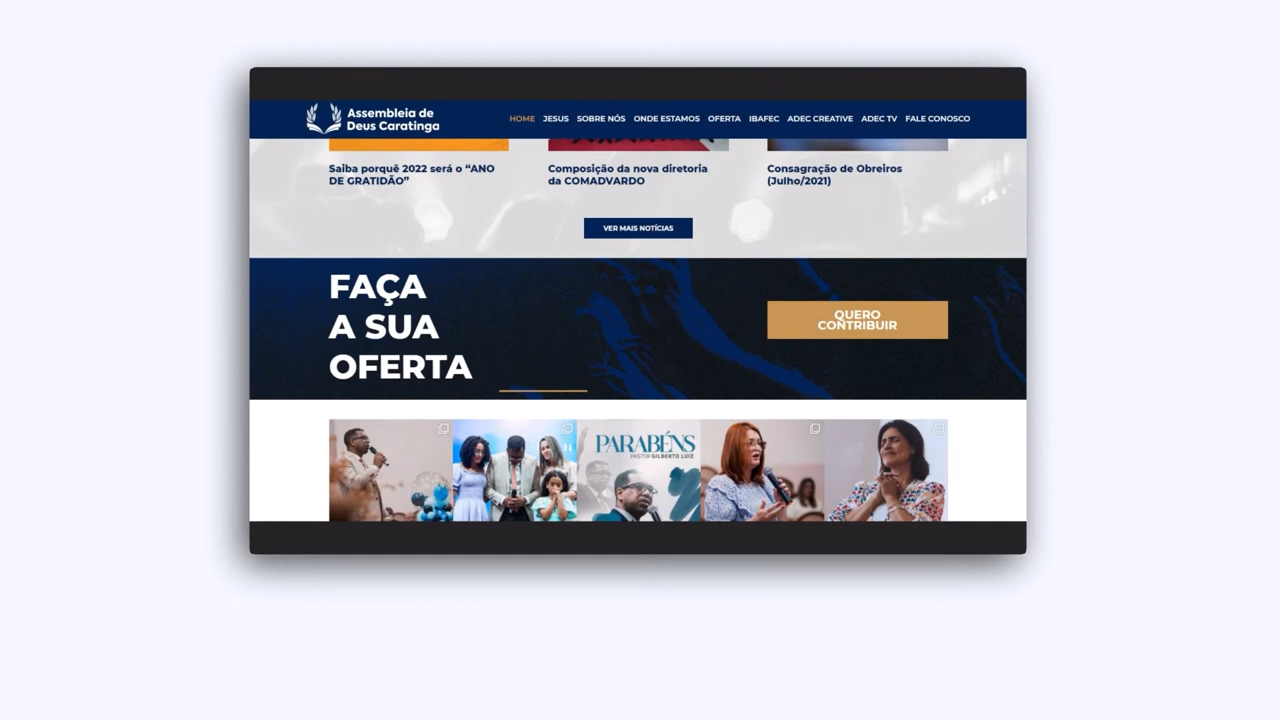 Assembleia de
Deus Caratinga
HOME JESUS SOBRE NÓS ONDE ESTAMOS OFERTA IBAFEC ADEC CREATIVE ADEC TV FALE CONOSCO
Saiba porquê 2022 será o “ANO
DE GRATIDÃO”
Composição da nova diretoria
da COMADVARDO
Consagração de Obreiros
(Julho/2021)
VER MAIS NOTÍCIAS
FAÇA
A SUA
OFERTA
QUERO
CONTRIBUIR
PARABÉNS
PASTOR GILBERTO LUIZ